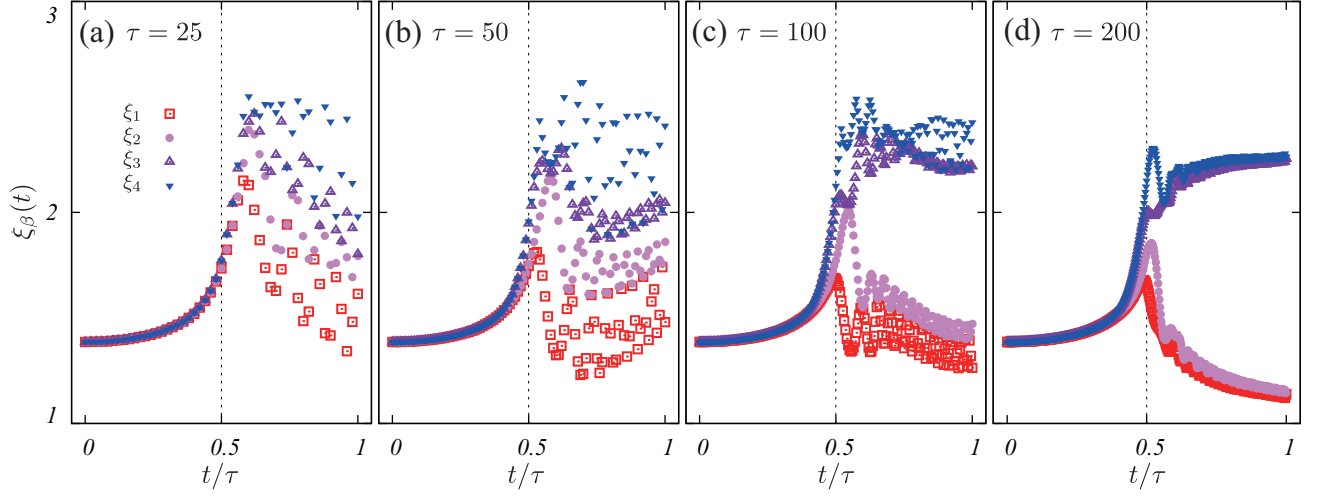 3
(a) τ = 25
(b) τ = 50
(c) τ = 100
(d) τ = 200
ξ1
ξ2
ξ3
ξ4
2
ξβ(t)
1
0 0.5 1
0 0.5 1
0 0.5 1
0 0.5 1
t/τ
t/τ
t/τ
t/τ